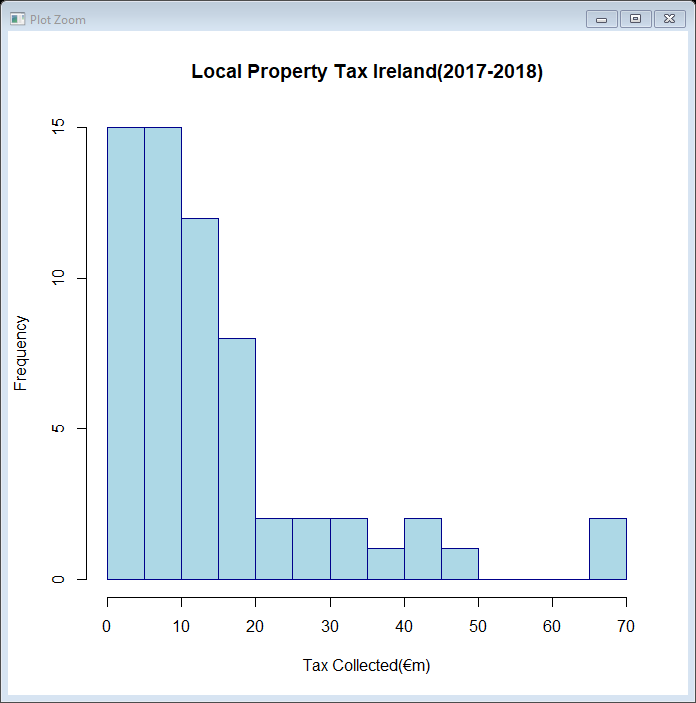 Plot Zoom
Local Property Tax Ireland(2017-2018)
15
10
5
0
Frequency
0 10 20 30 40 50 60 70
Tax Collected(€m)